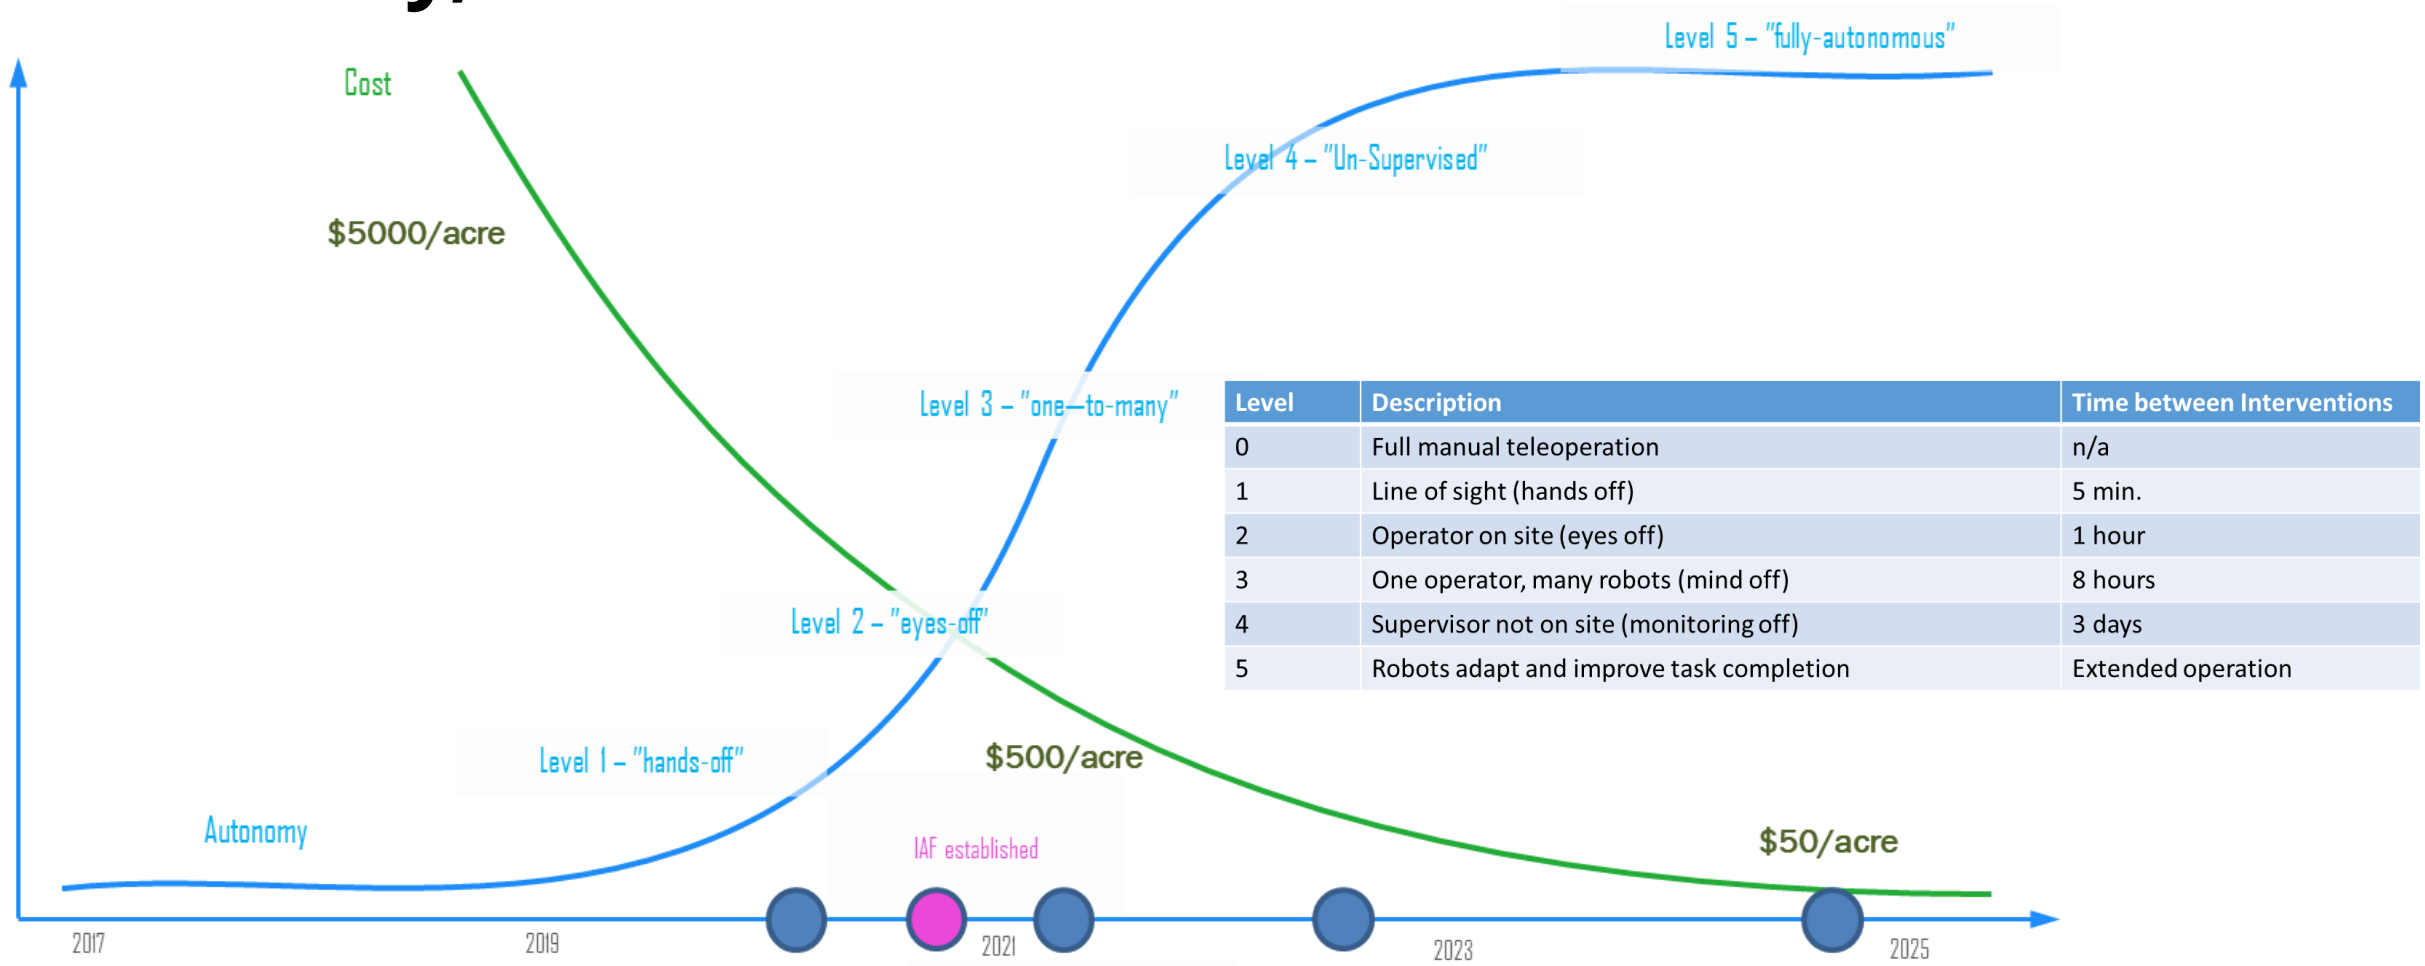 Level 5 – "fully-autonomous"
Cost
Level 4 – "Un-Supervised"
$5000/acre
Level 3 – "one–to-many"
Level Description Time between Interventions
0 Full manual teleoperation n/a
1 Line of sight (hands off) 5 min.
2 Operator on site (eyes off) 1 hour
3 One operator, many robots (mind off) 8 hours
4 Supervisor not on site (monitoring off) 3 days
5 Robots adapt and improve task completion Extended operation
Level 2 – "eyes-off"
Level 1 – "hands-off"
$500/acre
Autonomy
IAF established
$50/acre
2017 2019 2021 2023 2025